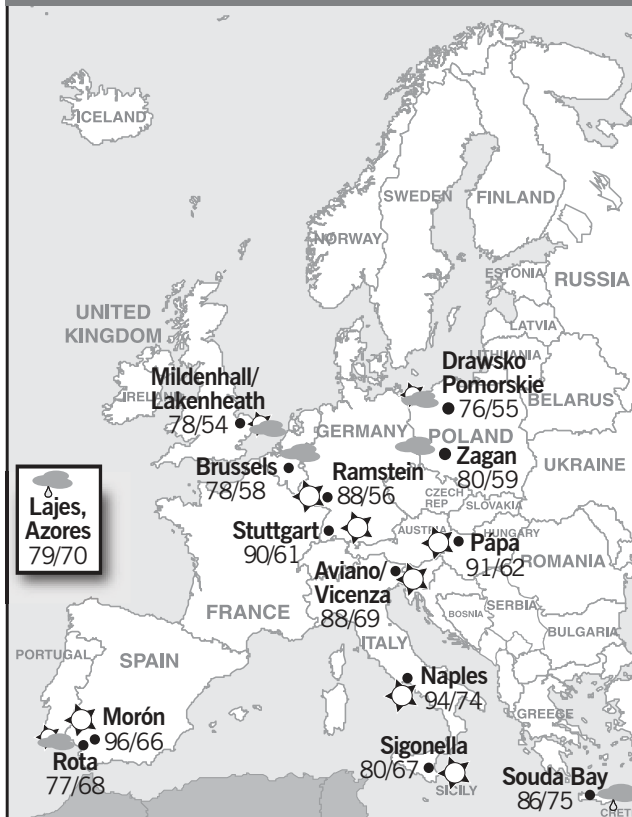 ICELAND
SWEDEN
FINLAND
NORWAY
ESTONIA
RUSSIA
LATVIA
LITHUANIA
UNITED
KINGDOM
IRELAND
Mildenhall/
Lakenheath
78/54
Drawsko
Pomorskie
76/55
BELARUS
GERMANY
POLAND
Zagan
80/59
Brussels
78/58
Ramstein
88/56
UKRAINE
CZECH
REP
SLOVAKIA
Lajes,
Azores
79/70
Stuttgart
90/61
AUSTRIA
HUNGARY
Pápa
91/62
ROMANIA
Aviano/
Vicenza
88/69
FRANCE
BOSNIA
SERBIA
BULGARIA
ITALY
PORTUGAL
SPAIN
Naples
94/74
GREECE
Morón
96/66
Rota
77/68
Sigonella
80/67
SICILY
Souda Bay
86/75
CRET